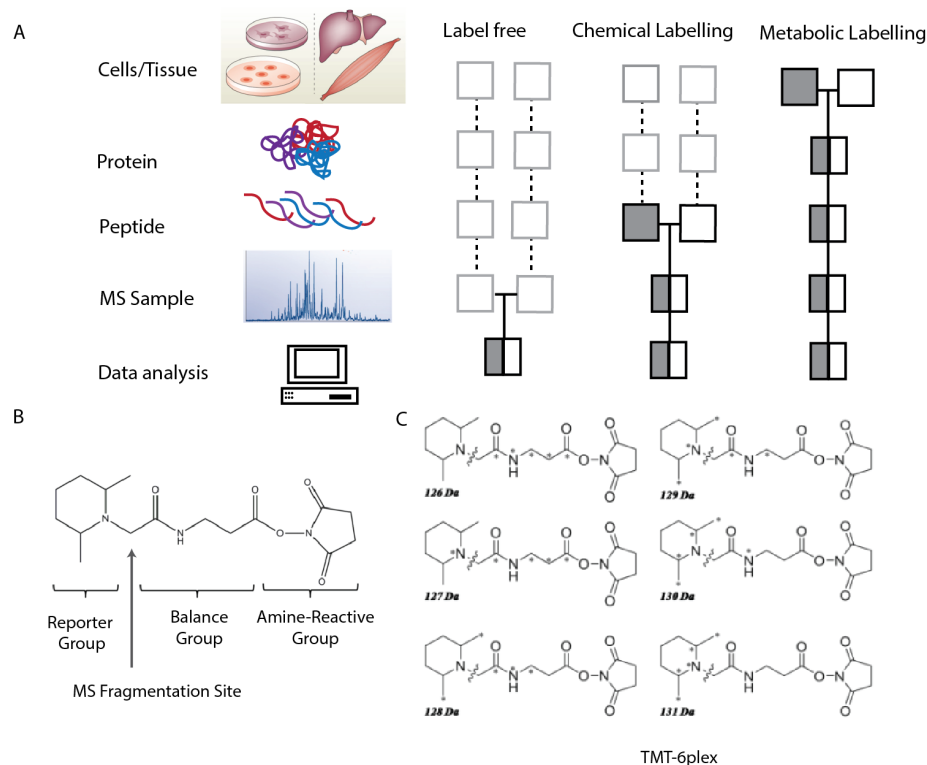 A
Label free
Chemical Labelling
Metabolic Labelling
Cells/Tissue
Protein
Peptide
MS Sample
Data analysis
B
O
O
O
N
N
H
O
N
O
Reporter
Group
Balance
Group
Amine-Reactive
Group
MS Fragmentation Site
C
O
O
O
N
*
N
H
*
*
*
*
O
N
O
126 Da
O
O
O
*
N
*
*
N
H
*
O
N
*
O
129 Da
O
O
O
N
*
*
N
H
*
*
*
O
N
O
127 Da
O
O
O
*
N
*
*
N
H
*
O
N
*
O
130 Da
O
O
O
*
N
*
N
H
*
*
O
N
*
O
128 Da
O
O
O
*
N
*
*
*
N
H
O
N
*
O
131 Da
TMT-6plex